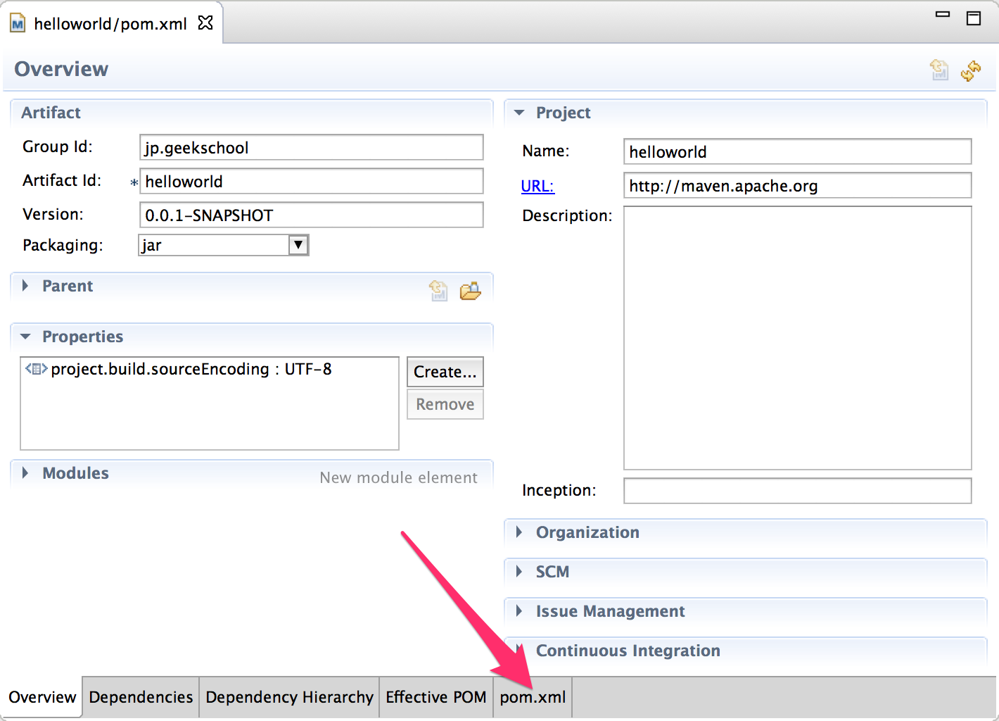 helloworld/pom.xml
Overview
Artifact
Group Id: jp.geekschool
Artifact Id: * helloworld
Version: 0.0.1-SNAPSHOT
Packaging: jar
Parent
Properties
project.build.sourceEncoding : UTF-8
Create...
Remove
Modules New module element
Project
Name: helloworld
URL: http://maven.apache.org
Description:
Inception:
Organization
SCM
Issue Management
Continuous Integration
Overview Dependencies Dependency Hierarchy Effective POM pom.xml